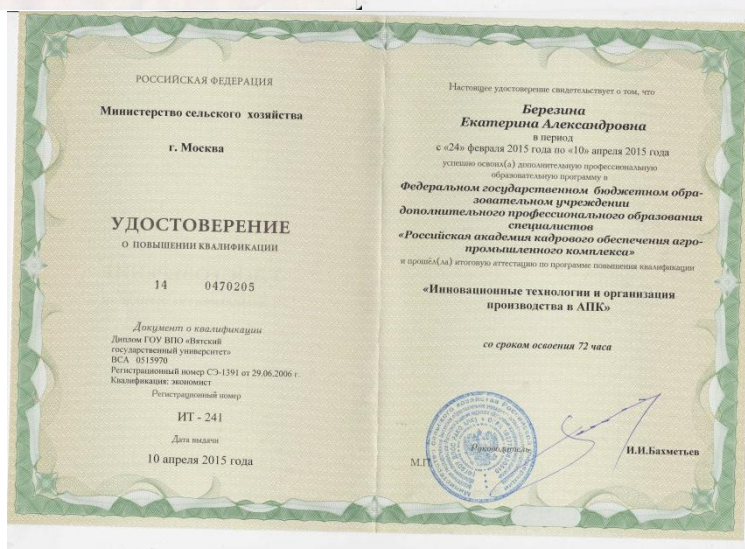 РОССИЙСКАЯ ФЕДЕРАЦИЯ
Министерство сельского хозяйства
г. Москва
УДОСТОВЕРЕНИЕ
О ПОВЫШЕНИИ КВАЛИФИКАЦИИ
14 0470205
Документ о квалификации
Диплом ГОУ ВПО «Вятский
государственный университет»
ВСА 0515970
Регистрационный номер СЭ-1391 от 29.06.2006 г.
Квалификация: экономист
Регистрационный номер
ИТ - 241
Дата выдачи
10 апреля 2015 года
Настоящее удостоверение свидетельствует о том, что
Березина
Екатерина Александровна
в период
с «24» февраля 2015 года по «10» апреля 2015 года
успешно освоил(а) дополнительную профессиональную
образовательную программу в
Федеральном государственном бюджетном обра-
зовательном учреждении
дополнительного профессионального образования
специалистов
«Российская академия кадрового обеспечения агро-
промышленного комплекса»
и прошёл(ла) итоговую аттестацию по программе повышения квалификации
«Инновационные технологии и организация
производства в АПК»
со сроком освоения 72 часа
Руководитель
И.И.Бахметьев
М.П.